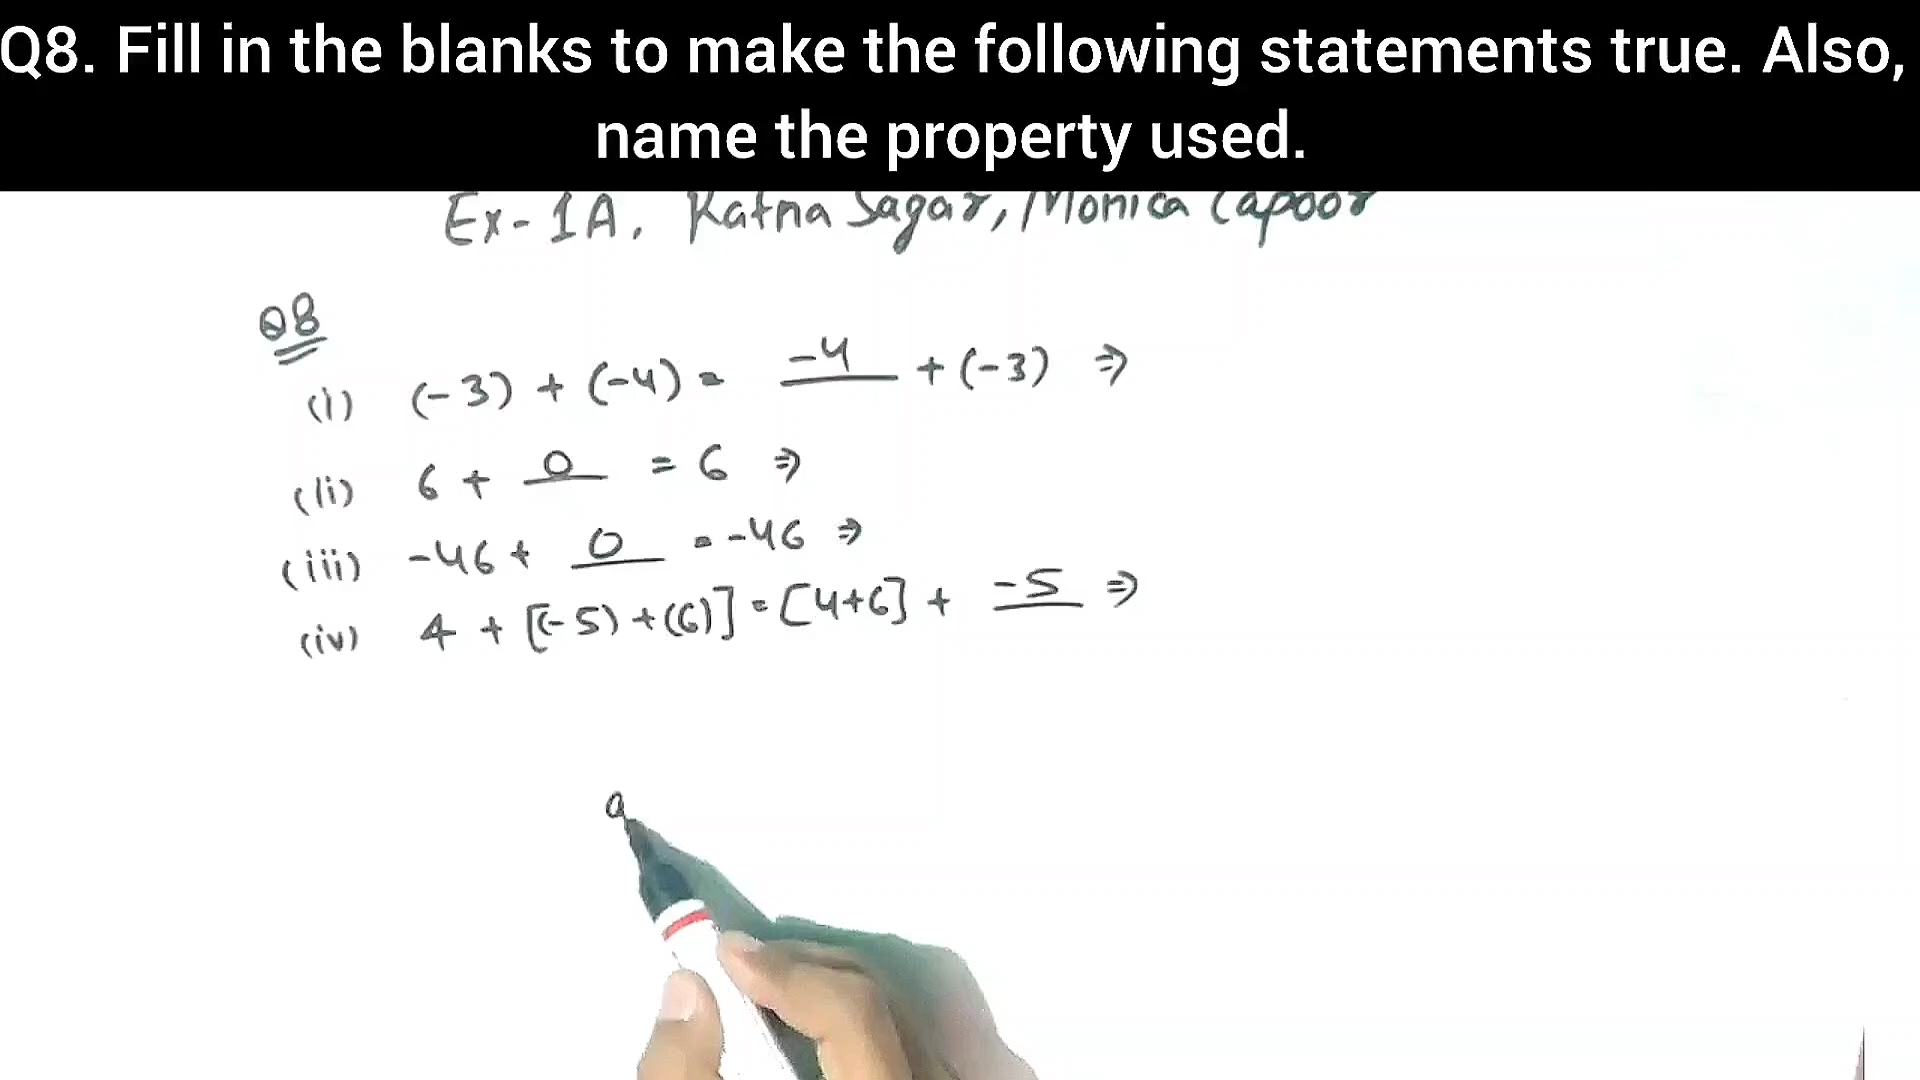 Q8. Fill in the blanks to make the following statements true. Also,
name the property used.
Ex-1A, Ratna Sagar, Monica Capoor
Q8
(i) (-3) + (-4) = -4 + (-3) ⇒
(ii) 6 + 0 = 6 ⇒
(iii) -46 + 0 = -46 ⇒
(iv) 4 + [(-5) + (6)] = [4+6] + -5 ⇒
a